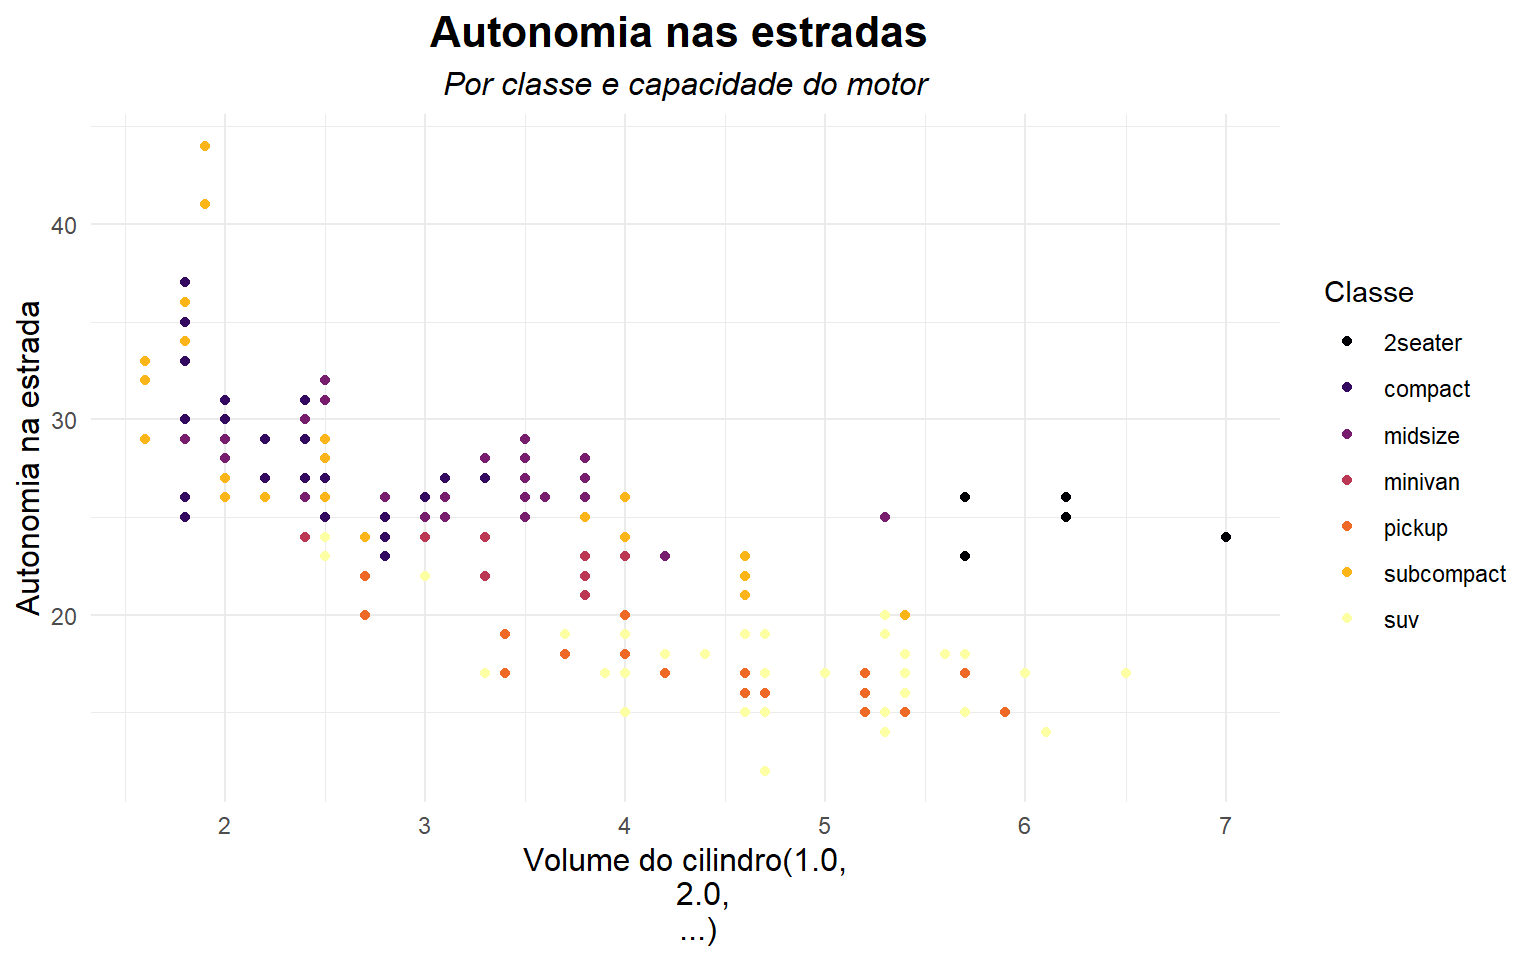 Autonomia nas estradas
Por classe e capacidade do motor
Autonomia na estrada
40
30
20
2
3
4
5
6
7
Volume do cilindro(1.0,
2.0,
...)
Classe
2seater
compact
midsize
minivan
pickup
subcompact
suv